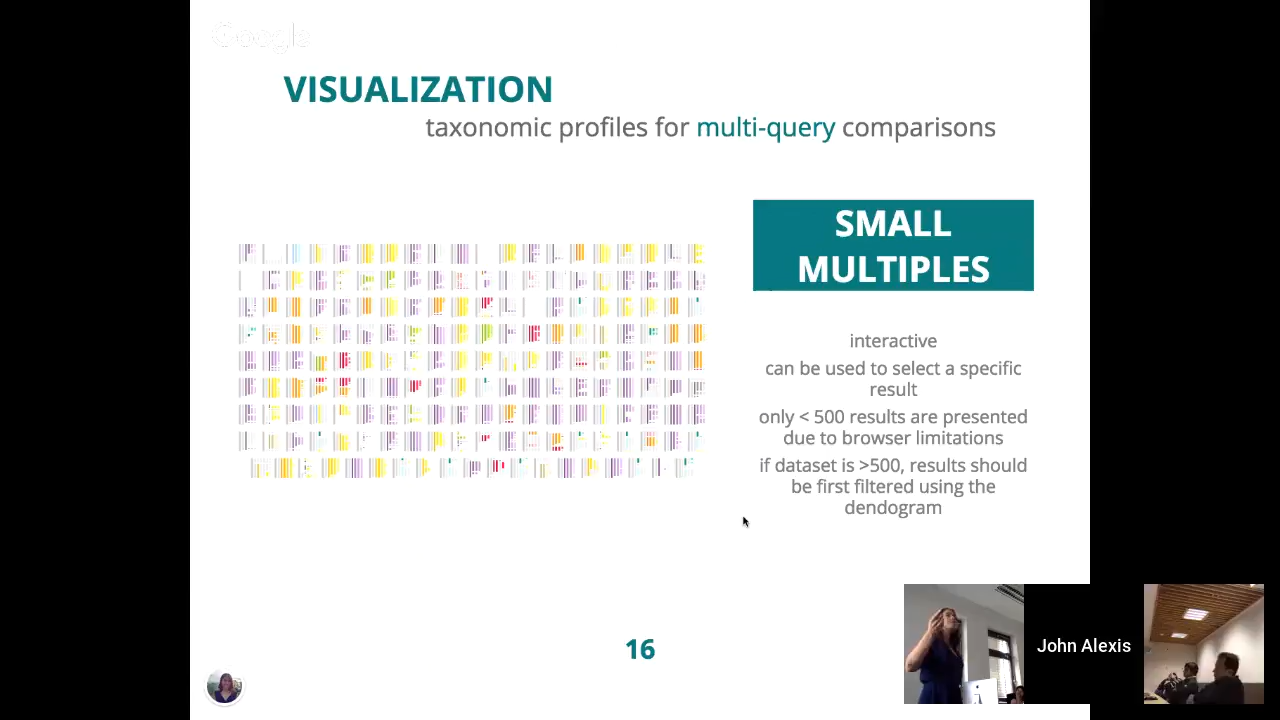 Google
VISUALIZATION
taxonomic profiles for multi-query comparisons
SMALL
MULTIPLES
interactive
can be used to select a specific
result
only < 500 results are presented
due to browser limitations
if dataset is >500, results should
be first filtered using the
dendogram
16
John Alexis